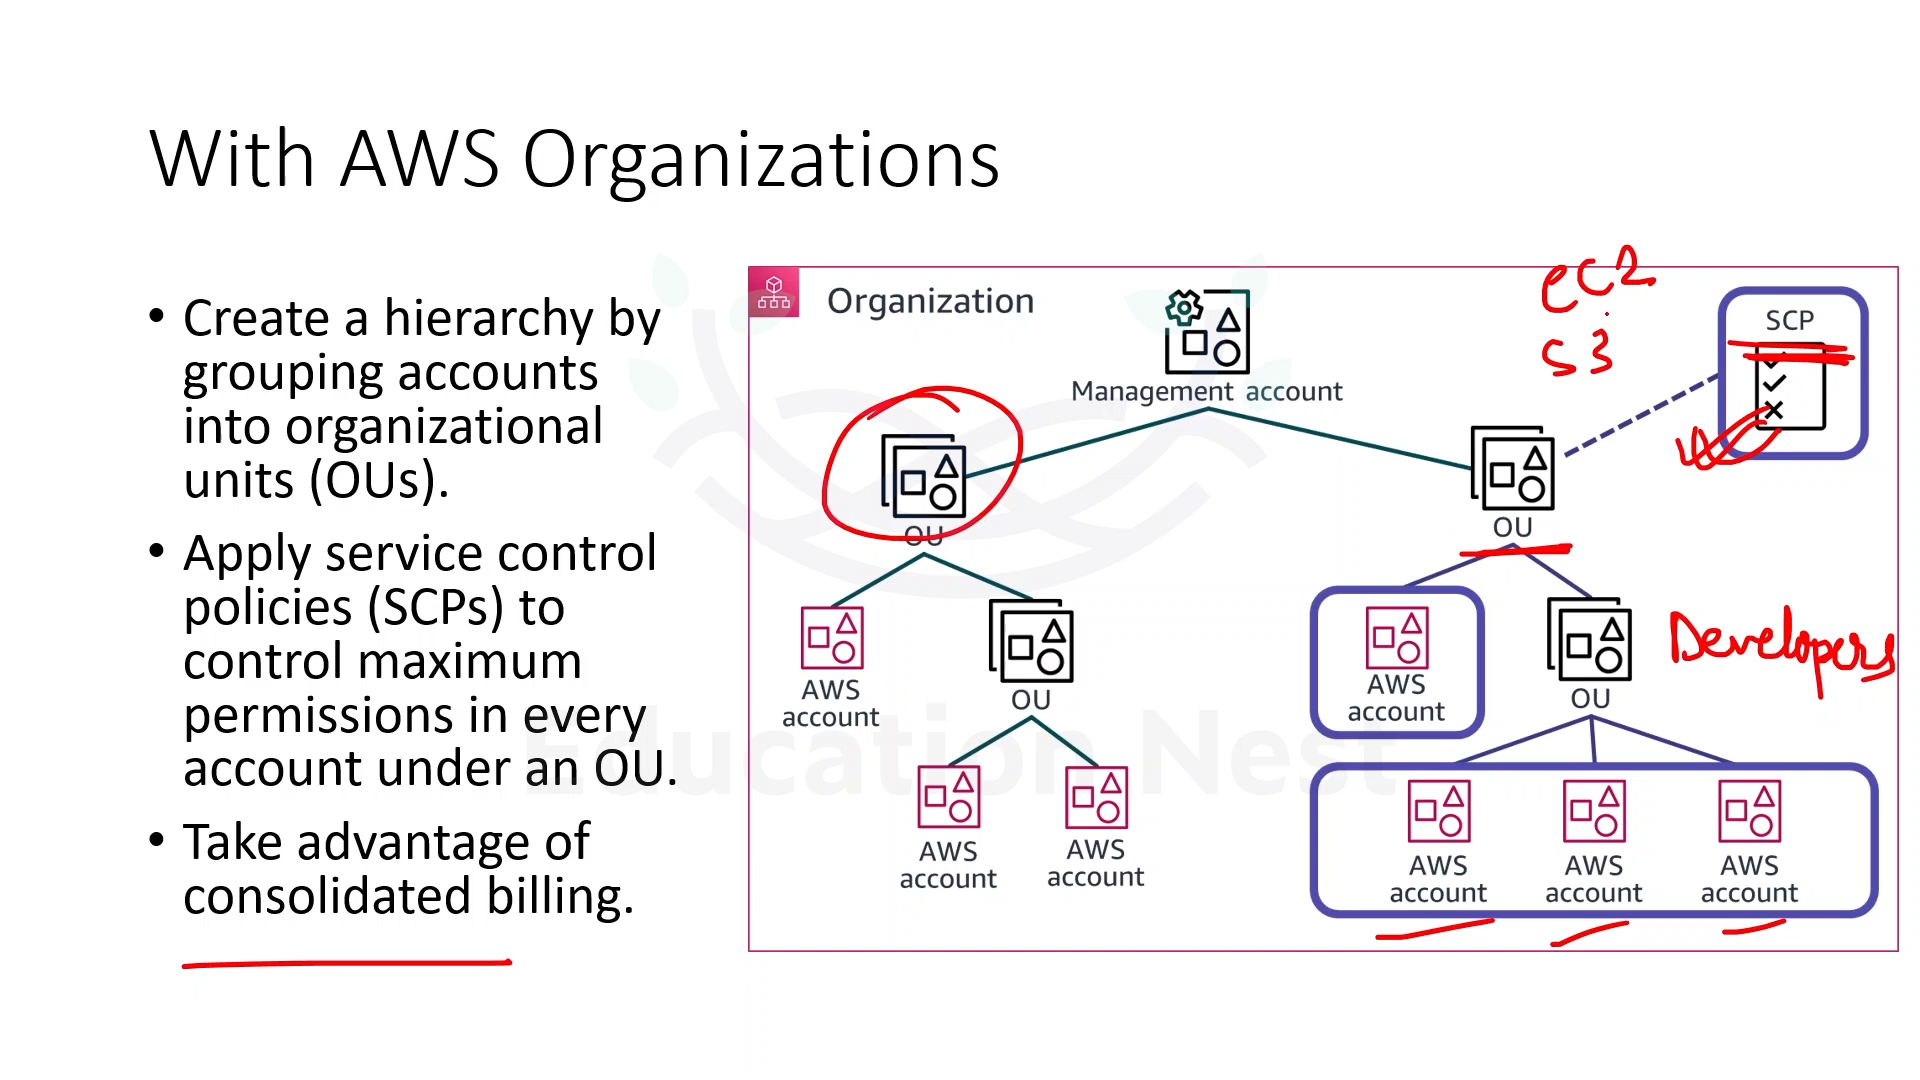 With AWS Organizations
• Create a hierarchy by
grouping accounts
into organizational
units (OUs).
• Apply service control
policies (SCPs) to
control maximum
permissions in every
account under an OU.
• Take advantage of
consolidated billing.
Organization
Management account
EC2
S3
SCP
OU
OU
AWS
account
OU
AWS
account
OU
Developers
AWS
account
AWS
account
AWS
account
AWS
account
AWS
account
Education Nest